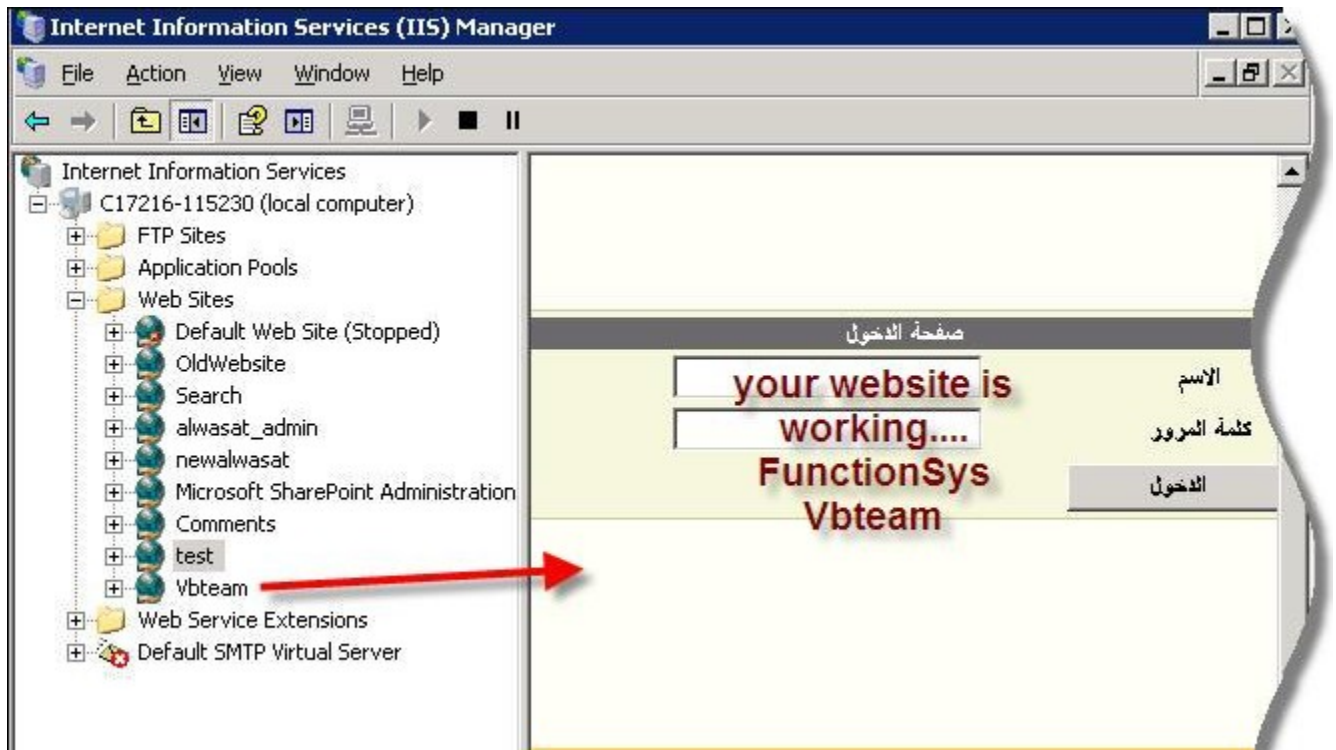 Internet Information Services (IIS) Manager
File Action View Window Help
Internet Information Services
C17216-115230 (local computer)
FTP Sites
Application Pools
Web Sites
Default Web Site (Stopped)
OldWebsite
Search
alwasat_admin
newalwasat
Microsoft SharePoint Administration
Comments
test
Vbteam
Web Service Extensions
Default SMTP Virtual Server
صفحة الدخول
الاسم
كلمة المرور
الدخول
your website is
working....
FunctionSys
Vbteam